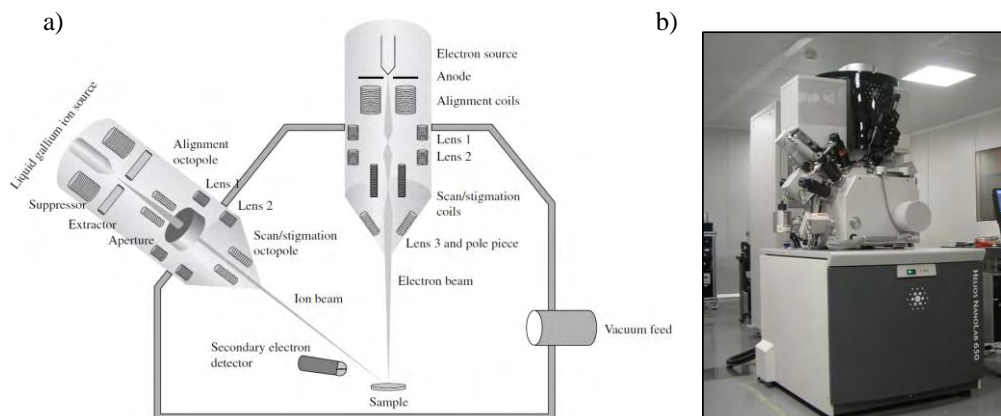 a)
Electron source
Anode
Alignment coils
Lens 1
Lens 2
Scan/stigmation
coils
Lens 3 and pole piece
Electron beam
Liquid gallium ion source
Alignment
octopole
Suppressor
Extractor
Aperture
Lens 1
Lens 2
Scan/stigmation
octopole
Ion beam
Secondary electron
detector
Sample
Vacuum feed
b)
HELIOS NANOLAB 650